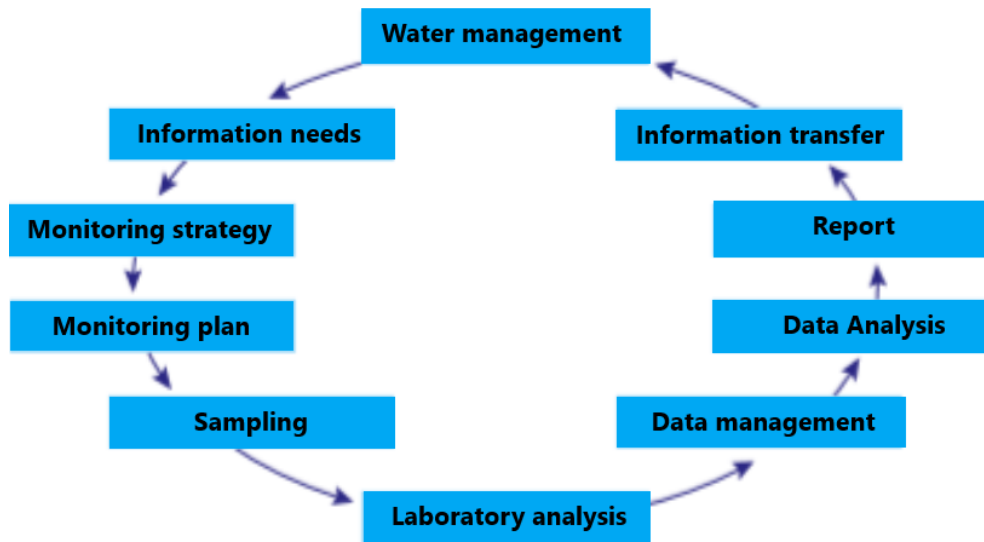 Water management
Information needs
Information transfer
Monitoring strategy
Report
Monitoring plan
Data Analysis
Sampling
Data management
Laboratory analysis